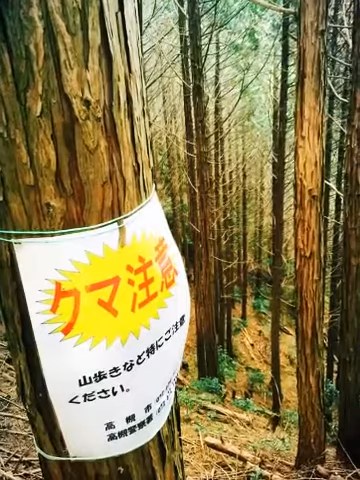 クマ注意
山歩きなど特にご注意
ください。
高槻市
高槻警察署